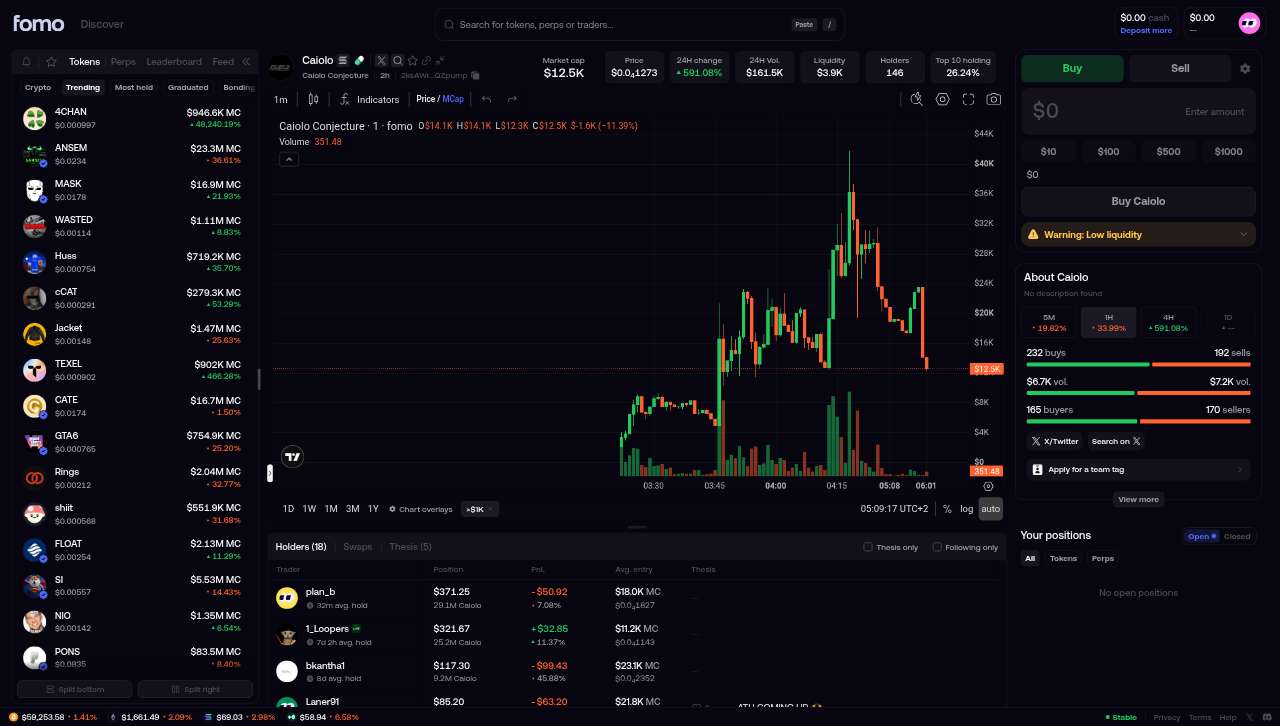 fomo Discover
Search for tokens, perps or traders... Paste /
$0.00 cash
Deposit more
$0.00
—
Tokens Perps Leaderboard Feed
Crypto Trending Most held Graduated Bonding
4CHAN $946.6K MC
$0.000997 48,240.19%
ANSEM $23.3M MC
$0.0234 36.61%
MASK $16.9M MC
$0.0178 21.93%
WASTED $1.11M MC
$0.00114 8.83%
Huss $719.2K MC
$0.000754 35.70%
cCAT $279.3K MC
$0.000291 53.29%
Jacket $1.47M MC
$0.00148 25.63%
TEXEL $902K MC
$0.000902 466.28%
CATE $16.7M MC
$0.0174 1.50%
GTA6 $754.9K MC
$0.000765 25.20%
Rings $2.04M MC
$0.00212 32.77%
shiit $551.9K MC
$0.000568 31.68%
FLOAT $2.13M MC
$0.00254 11.29%
SI $5.53M MC
$0.00557 14.43%
NIO $1.35M MC
$0.00142 6.54%
PONS $83.5M MC
$0.0835 8.40%
Split bottom Split right
Caiolo
Caiolo Conjecture 2h 2ksAWr...GZpump
Market cap
$12.5K
Price
$0.0₄1273
24H change
591.08%
24H Vol.
$161.5K
Liquidity
$3.9K
Holders
146
Top 10 holding
26.24%
1m Indicators Price / MCap
Caiolo Conjecture · 1 · fomo O$14.1K H$14.1K L$12.3K C$12.5K $-1.6K (−11.39%)
Volume 351.48
$44K
$40K
$36K
$32K
$28K
$24K
$20K
$16K
$12.5K
$8K
$4K
$0
351.48
03:30 03:45 04:00 04:15 05:08 06:01
1D 1W 1M 3M 1Y Chart overlays >$1K 05:09:17 UTC+2 % log auto
Holders (18) Swaps Thesis (5) Thesis only Following only
Trader Position PnL Avg. entry Thesis
plan_b $371.25 -$50.92 $18.0K MC
32m avg. hold 29.1M Caiolo 7.08% $0.0₄1827
1_Loopers $321.67 +$32.85 $11.2K MC
7d 2h avg. hold 25.2M Caiolo 11.37% $0.0₄1143
bkantha1 $117.30 -$99.43 $23.1K MC
8d avg. hold 9.2M Caiolo 45.88% $0.0₄2352
Laner91 $85.20 -$63.20 $21.8K MC
ATH COMING UP
Buy Sell
$0 Enter amount
$10 $100 $500 $1000
$0
Buy Caiolo
Warning: Low liquidity
About Caiolo
No description found
5M
19.82%
1H
33.99%
4H
591.08%
1D
--
232 buys 192 sells
$6.7K vol. $7.2K vol.
165 buyers 170 sellers
X/Twitter Search on X
Apply for a team tag
View more
Your positions Open Closed
All Tokens Perps
No open positions
$59,253.58 1.41% $1,661.49 2.09% $69.03 2.98% $58.94 6.58%
Stable Privacy Terms Help